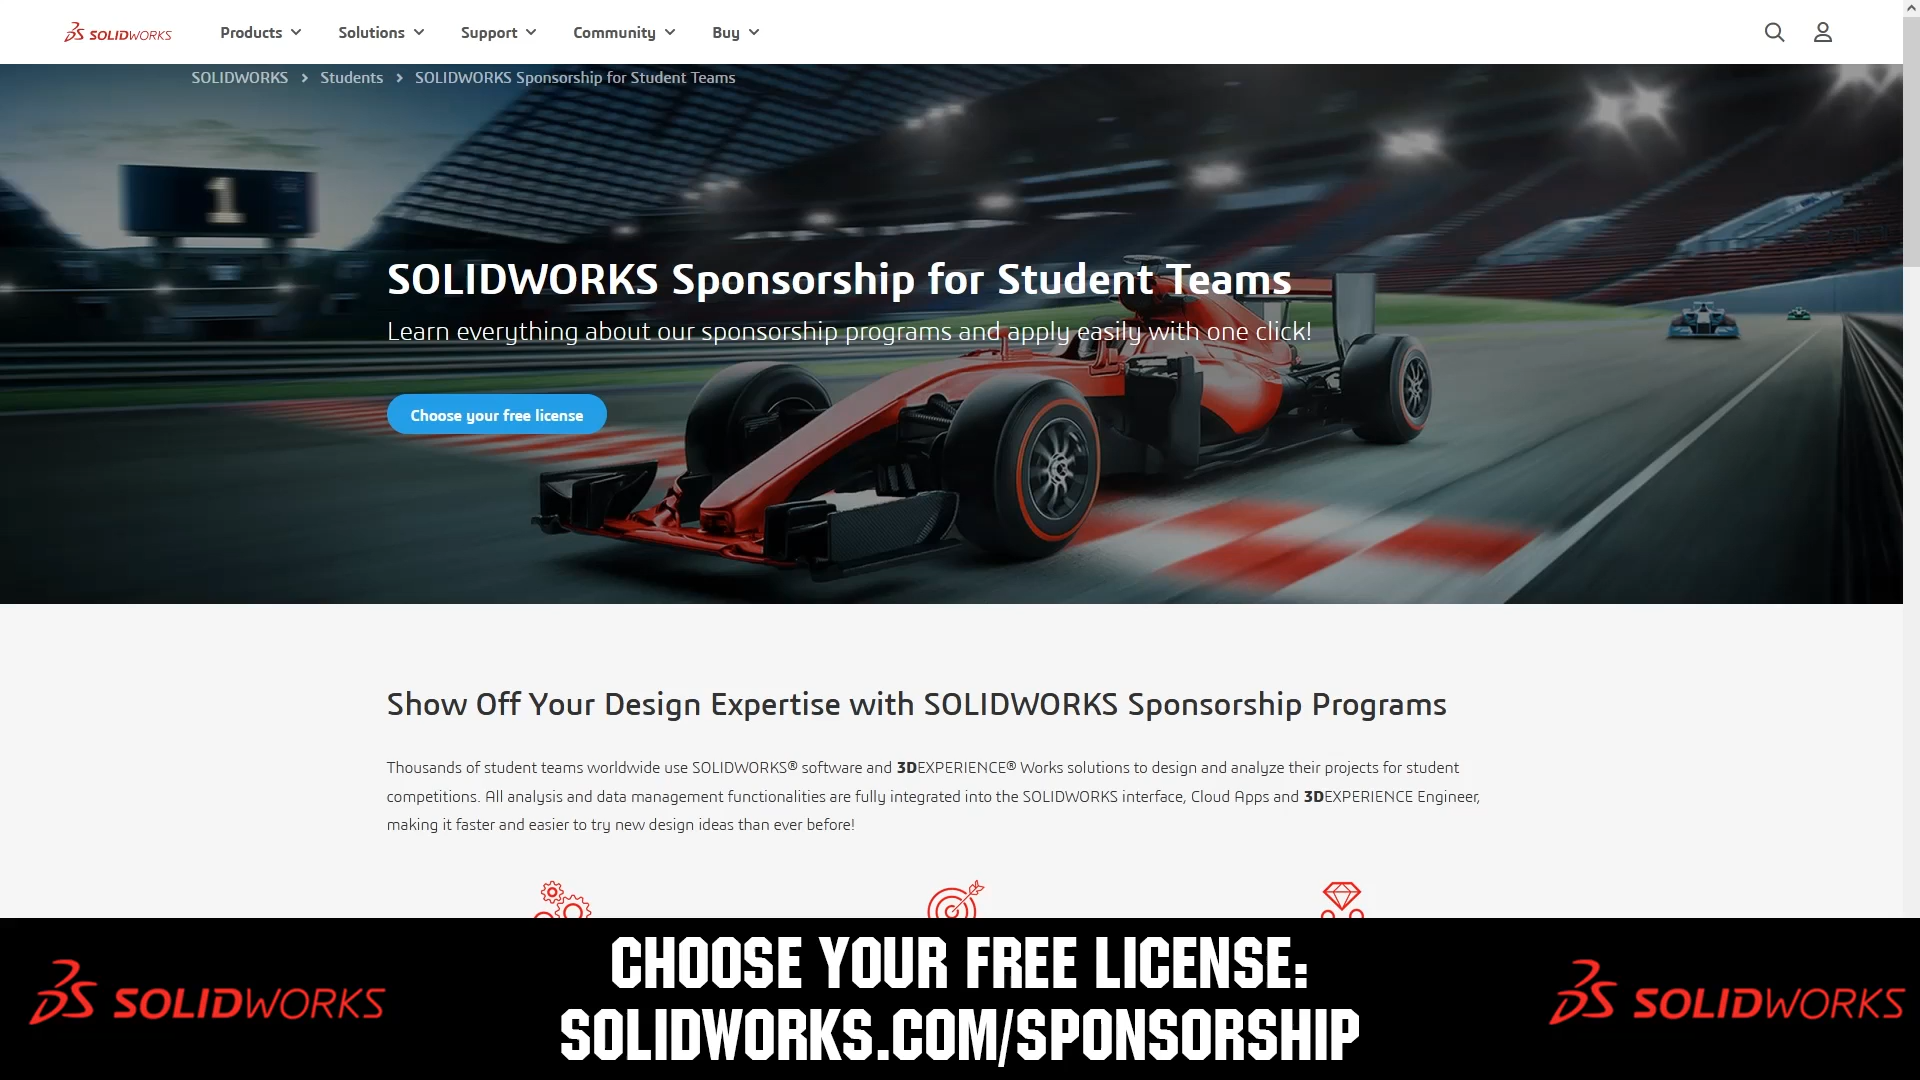 SOLIDWORKS
Products
Solutions
Support
Community
Buy
SOLIDWORKS > Students > SOLIDWORKS Sponsorship for Student Teams
1
SOLIDWORKS Sponsorship for Student Teams
Learn everything about our sponsorship programs and apply easily with one click!
Choose your free license
Show Off Your Design Expertise with SOLIDWORKS Sponsorship Programs
Thousands of student teams worldwide use SOLIDWORKS® software and 3DEXPERIENCE® Works solutions to design and analyze their projects for student
competitions. All analysis and data management functionalities are fully integrated into the SOLIDWORKS interface, Cloud Apps and 3DEXPERIENCE Engineer,
making it faster and easier to try new design ideas than ever before!
SOLIDWORKS
CHOOSE YOUR FREE LICENSE:
SOLIDWORKS.COM/SPONSORSHIP
SOLIDWORKS